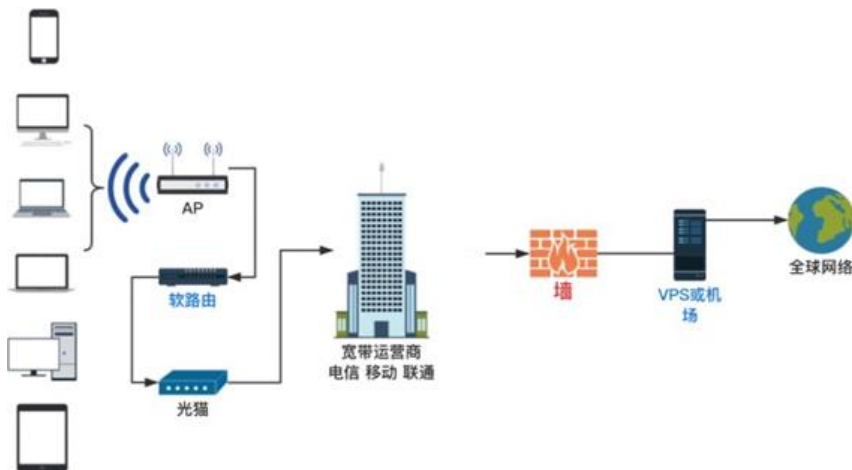 AP
软路由
光猫
宽带运营商
电信 移动 联通
墙
VPS或机
场
全球网络